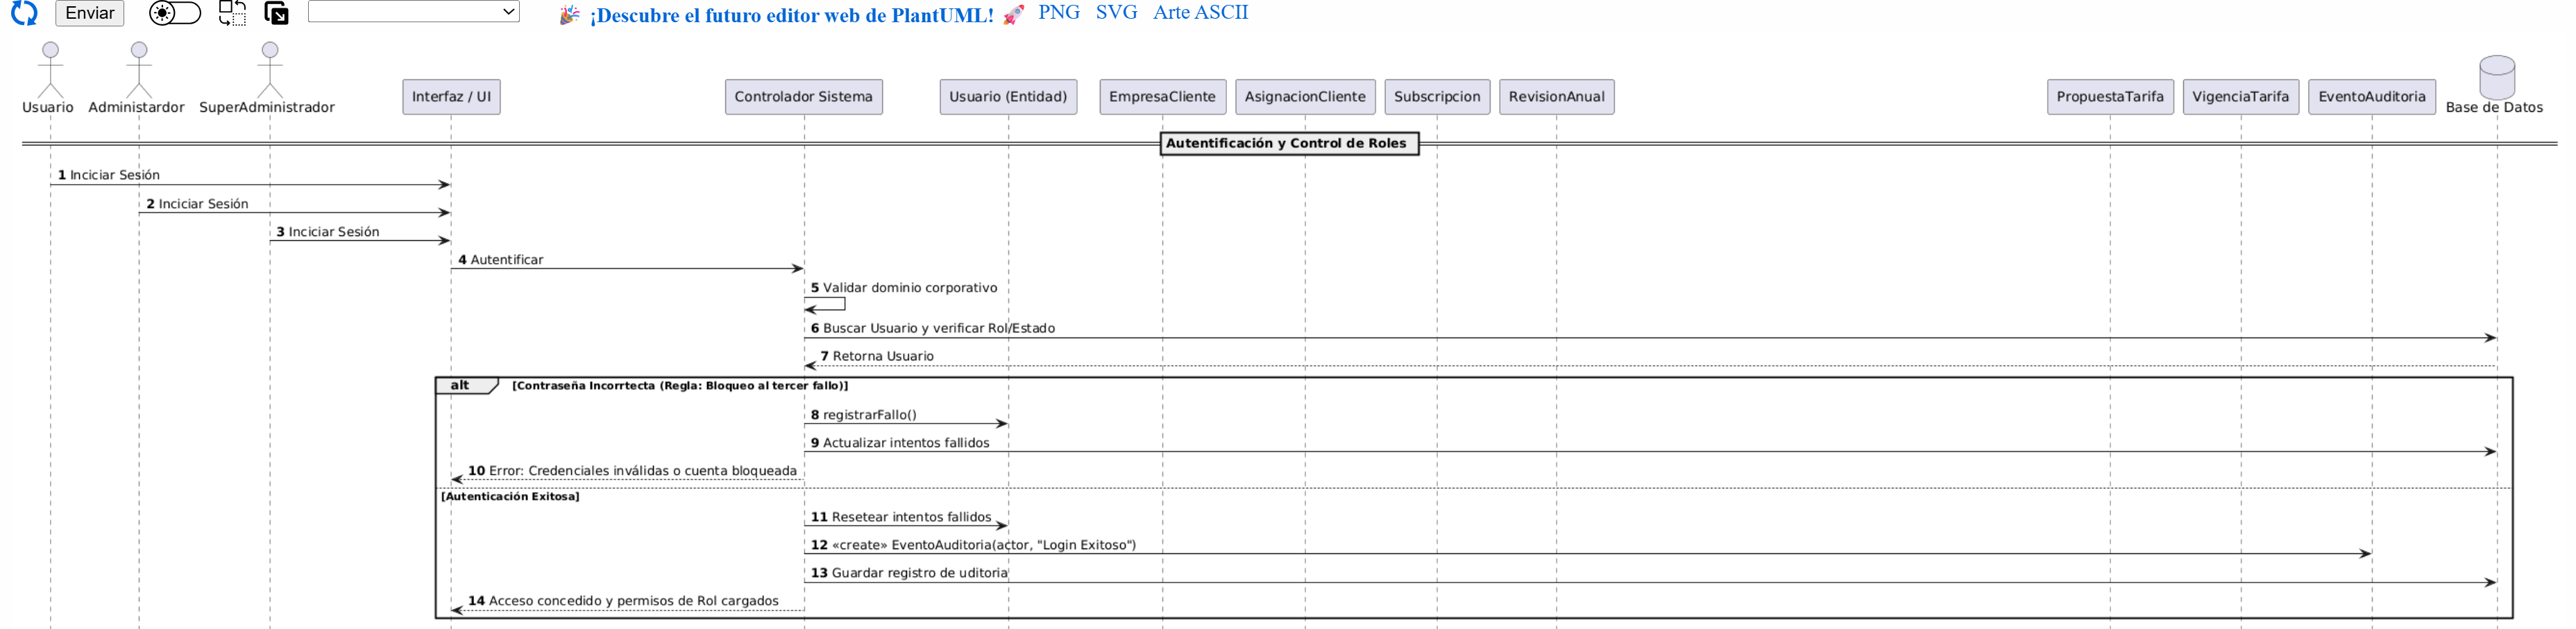 Enviar
🎉 ¡Descubre el futuro editor web de PlantUML! 🚀 PNG SVG Arte ASCII
Usuario Administardor SuperAdministrador Interfaz / UI Controlador Sistema Usuario (Entidad) EmpresaCliente AsignacionCliente Subscripcion RevisionAnual PropuestaTarifa VigenciaTarifa EventoAuditoria Base de Datos
Autentificación y Control de Roles
1 Inciciar Sesión
2 Inciciar Sesión
3 Inciciar Sesión
4 Autentificar
5 Validar dominio corporativo
6 Buscar Usuario y verificar Rol/Estado
7 Retorna Usuario
alt [Contraseña Incorrtecta (Regla: Bloqueo al tercer fallo)]
8 registrarFallo()
9 Actualizar intentos fallidos
10 Error: Credenciales inválidas o cuenta bloqueada
[Autenticación Exitosa]
11 Resetear intentos fallidos
12 «create» EventoAuditoria(actor, "Login Exitoso")
13 Guardar registro de uditoria
14 Acceso concedido y permisos de Rol cargados